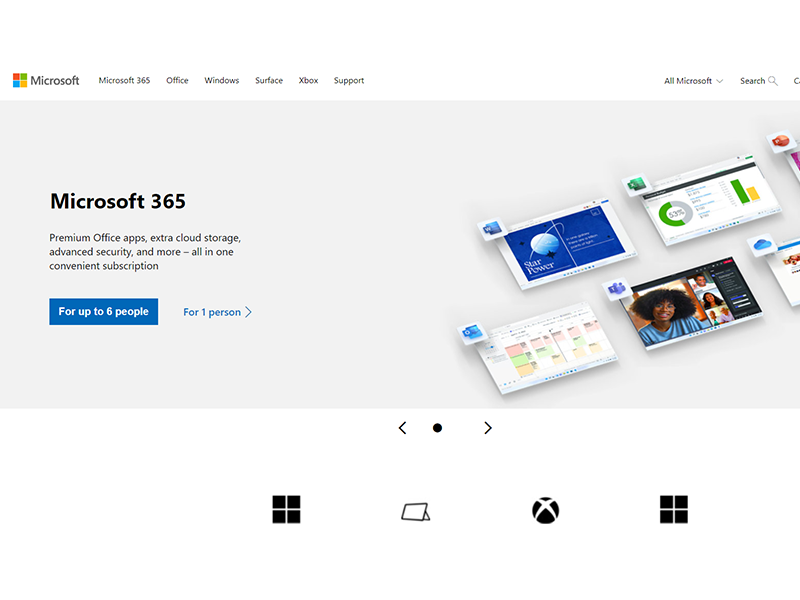 Microsoft
Microsoft 365
Office
Windows
Surface
Xbox
Support
All Microsoft
Search
Microsoft 365
Premium Office apps, extra cloud storage,
advanced security, and more – all in one
convenient subscription
For up to 6 people
For 1 person
Star
Power
53%